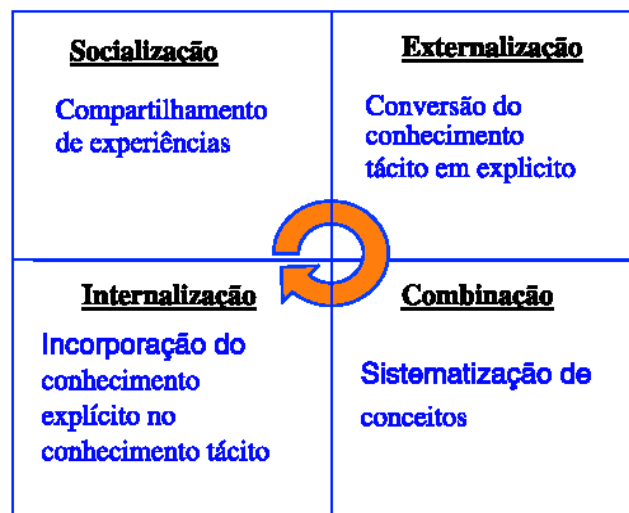 Socialização
Compartilhamento
de experiências
Externalização
Conversão do
conhecimento
tácito em explicito
Internalização
Incorporação do
conhecimento
explícito no
conhecimento tácito
Combinação
Sistematização de
conceitos